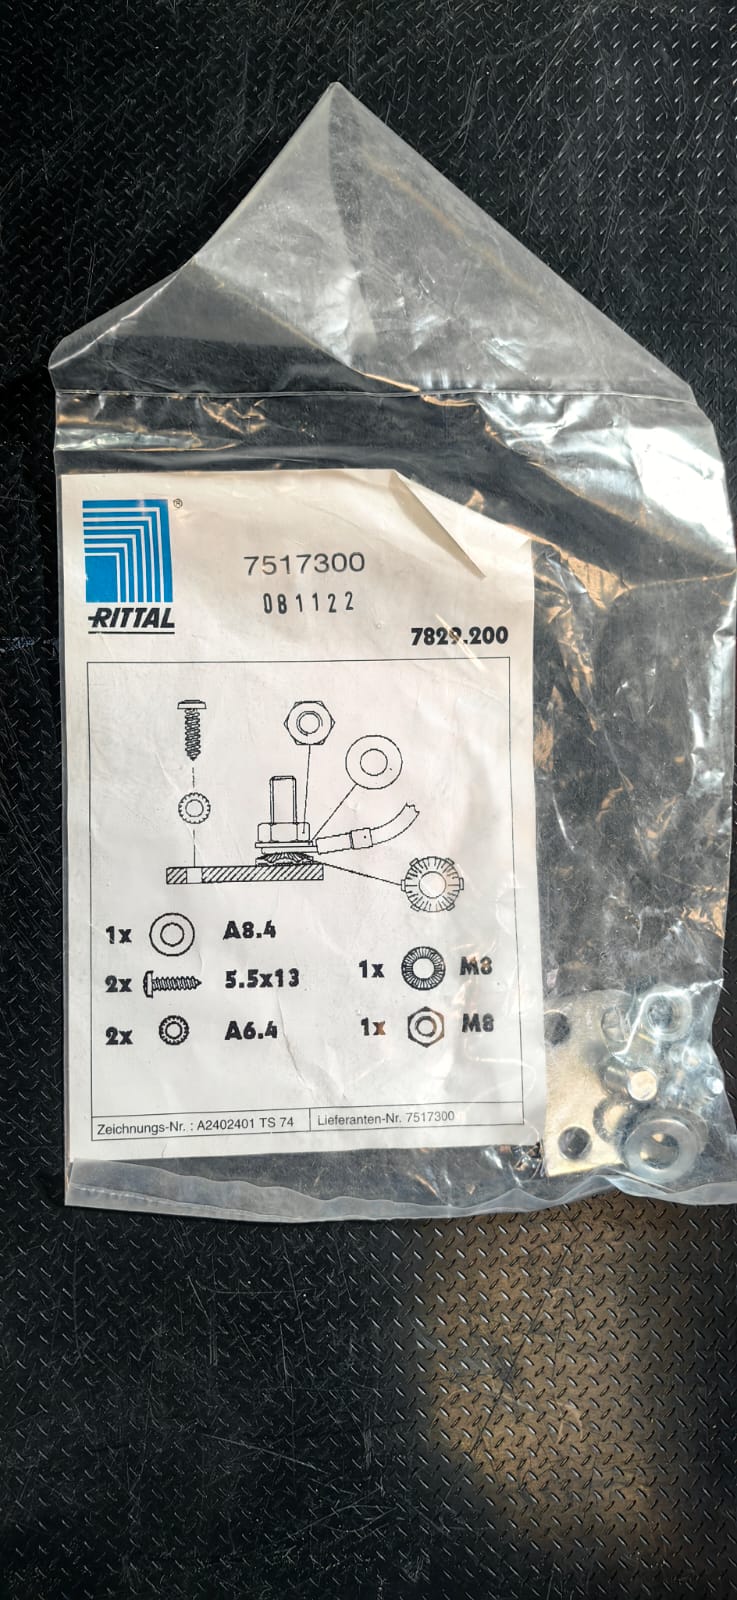 ®
RITTAL
7517300
081122
7829.200
1x A8.4
2x 5.5x13
1x M8
2x A6.4
1x M8
Zeichnungs-Nr. : A2402401 TS 74
Lieferanten-Nr. 7517300